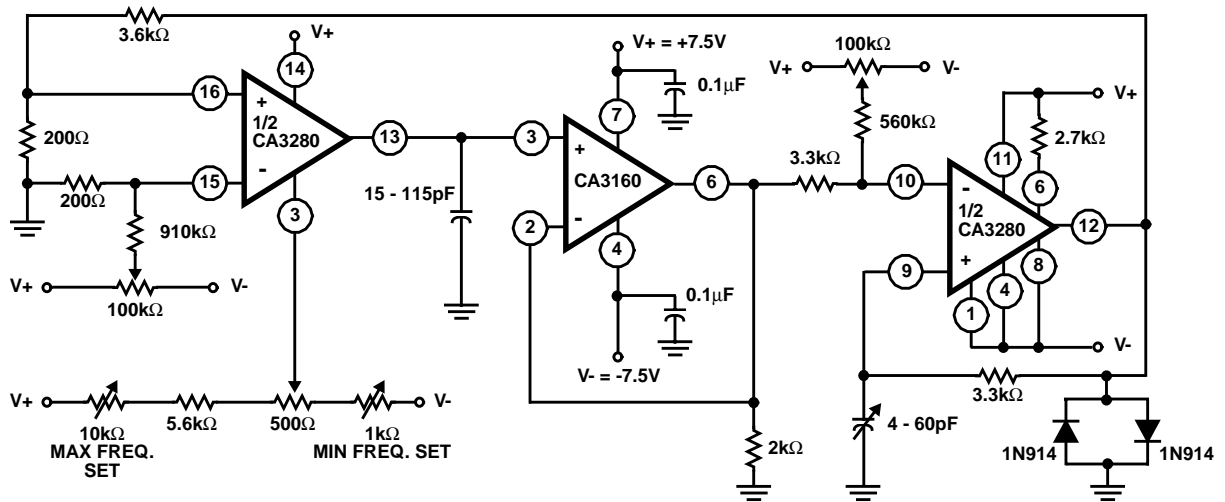 3.6kΩ
V+
14
16
+
1/2
CA3280
-
13
200Ω
15
200Ω
3
910kΩ
V+
V-
100kΩ
V+
10kΩ
MAX FREQ.
SET
5.6kΩ
500Ω
1kΩ
MIN FREQ. SET
V-
15 - 115pF
V+ = +7.5V
0.1μF
7
3
+
CA3160
-
6
2
4
0.1μF
V- = -7.5V
2kΩ
100kΩ
V+
V-
560kΩ
3.3kΩ
10
-
1/2
CA3280
+
11
V+
2.7kΩ
6
12
9
8
4
1
V-
3.3kΩ
4 - 60pF
1N914
1N914